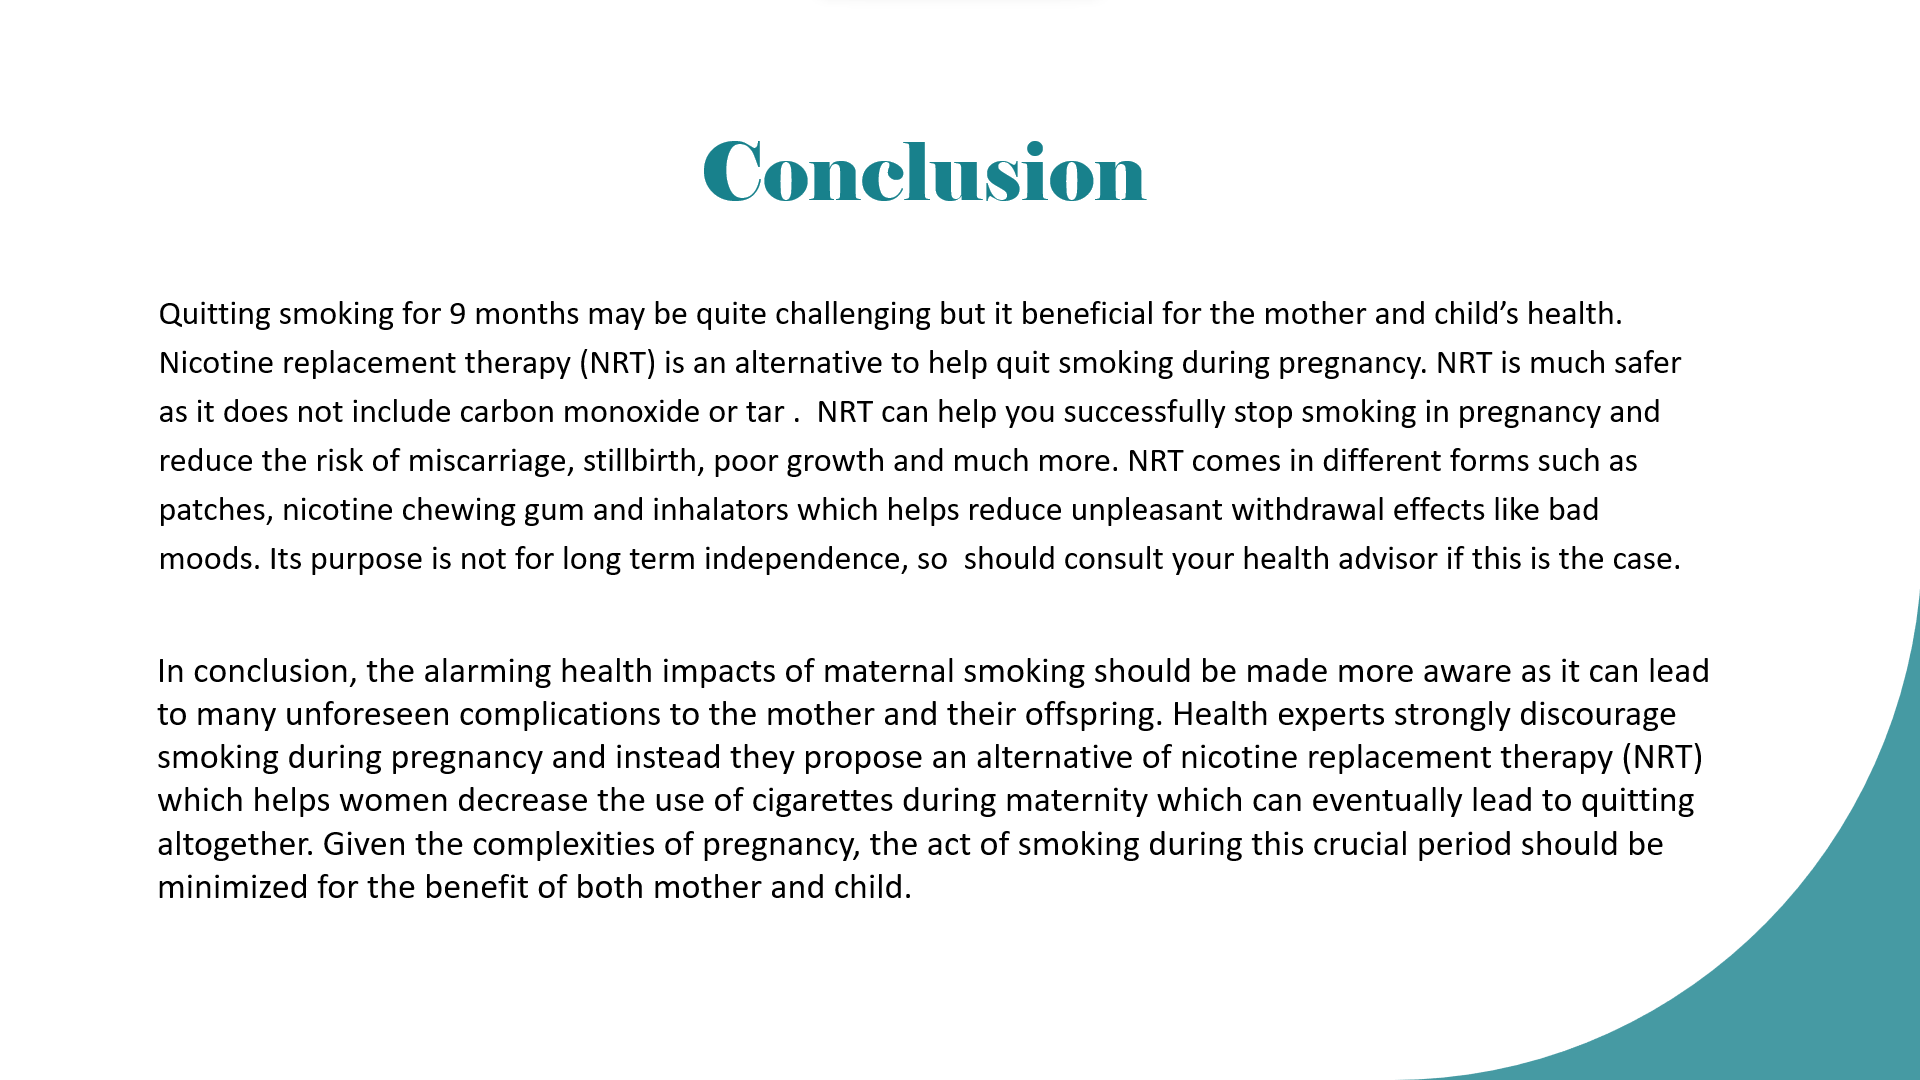 Conclusion
Quitting smoking for 9 months may be quite challenging but it beneficial for the mother and child’s health.
Nicotine replacement therapy (NRT) is an alternative to help quit smoking during pregnancy. NRT is much safer
as it does not include carbon monoxide or tar .  NRT can help you successfully stop smoking in pregnancy and
reduce the risk of miscarriage, stillbirth, poor growth and much more. NRT comes in different forms such as
patches, nicotine chewing gum and inhalators which helps reduce unpleasant withdrawal effects like bad
moods. Its purpose is not for long term independence, so  should consult your health advisor if this is the case.
In conclusion, the alarming health impacts of maternal smoking should be made more aware as it can lead
to many unforeseen complications to the mother and their offspring. Health experts strongly discourage
smoking during pregnancy and instead they propose an alternative of nicotine replacement therapy (NRT)
which helps women decrease the use of cigarettes during maternity which can eventually lead to quitting
altogether. Given the complexities of pregnancy, the act of smoking during this crucial period should be
minimized for the benefit of both mother and child.